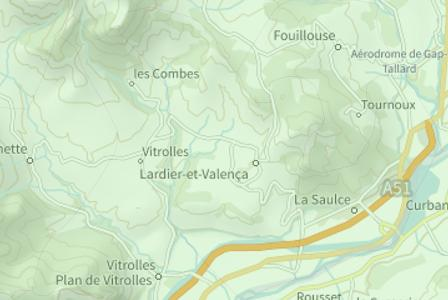 Fouillouse
Aérodrome de Gap-
Tallard
les Combes
Tournoux
nette
Vitrolles
Lardier-et-Valença
La Saulce
A51
Curban
Vitrolles
Plan de Vitrolles
Rousset